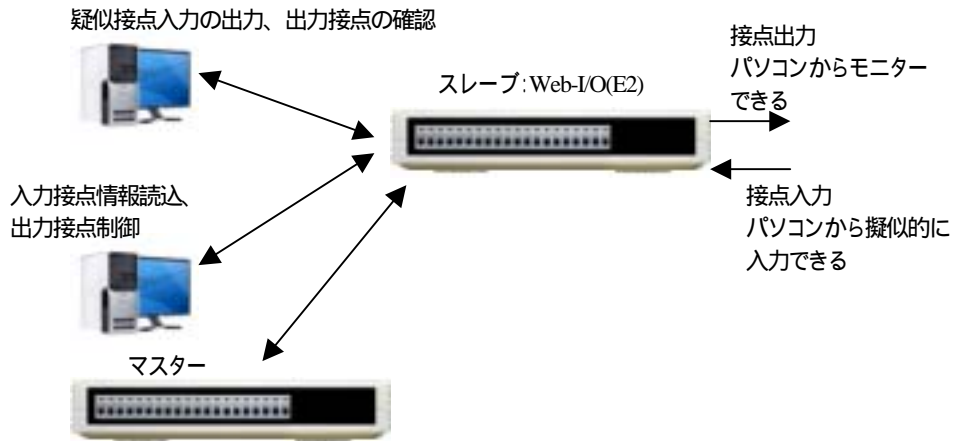 疑似接点入力の出力、出力接点の確認
接点出力
パソコンからモニター
できる
スレーブ:Web-I/O(E2)
入力接点情報読込、
出力接点制御
接点入力
パソコンから擬似的に
入力できる
マスター